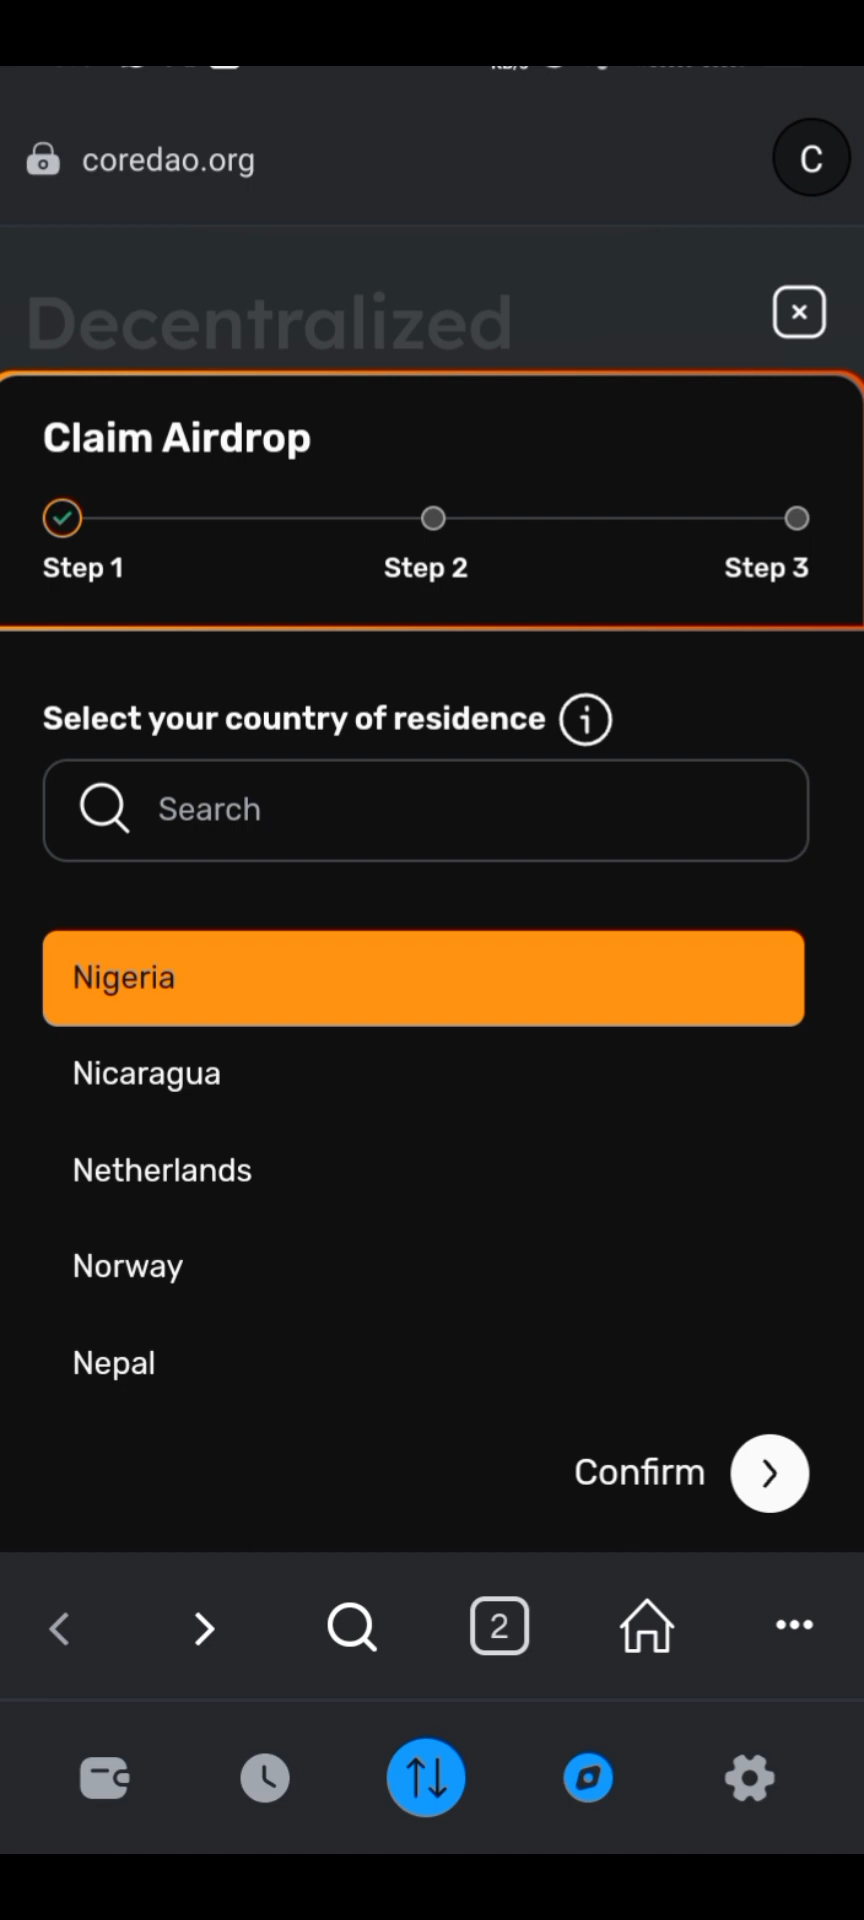 coredao.org
C
Decentralized
Claim Airdrop
Step 1 Step 2 Step 3
Select your country of residence
Search
Nigeria
Nicaragua
Netherlands
Norway
Nepal
Confirm
2